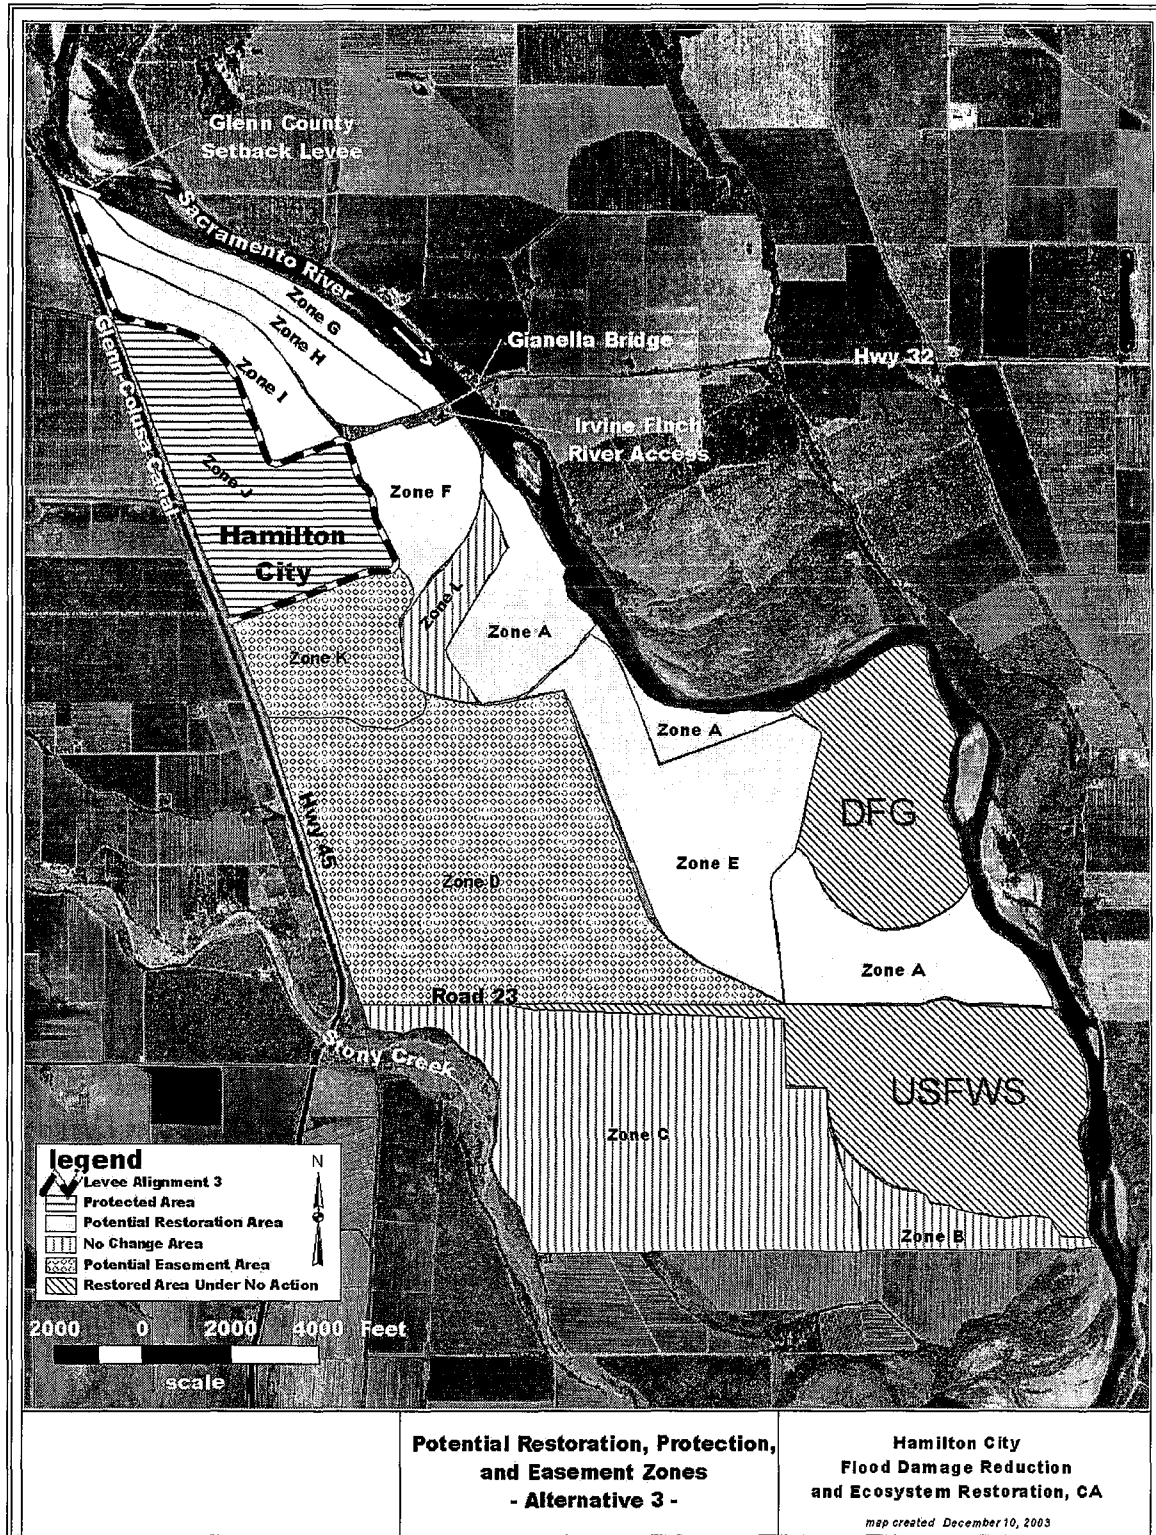 Glenn County
Setback Levee
Sacramento River
Zone G
Zone H
Gianella Bridge
Hwy 32
Glenn Colusa Canal
Zone I
Irvine Finch
River Access
Zone J
Zone F
Hamilton
City
Zone L
Zone A
Zone K
Zone A
Hwy 45
DFG
Zone E
Zone D
Zone A
Road 23
Stony Creek
USFWS
Zone C
Zone B
legend
Levee Alignment 3
Protected Area
Potential Restoration Area
No Change Area
Potential Easement Area
Restored Area Under No Action
N
2000 0 2000 4000 Feet
scale
Potential Restoration, Protection,
and Easement Zones
- Alternative 3 -
Hamilton City
Flood Damage Reduction
and Ecosystem Restoration, CA
map created December 10, 2003